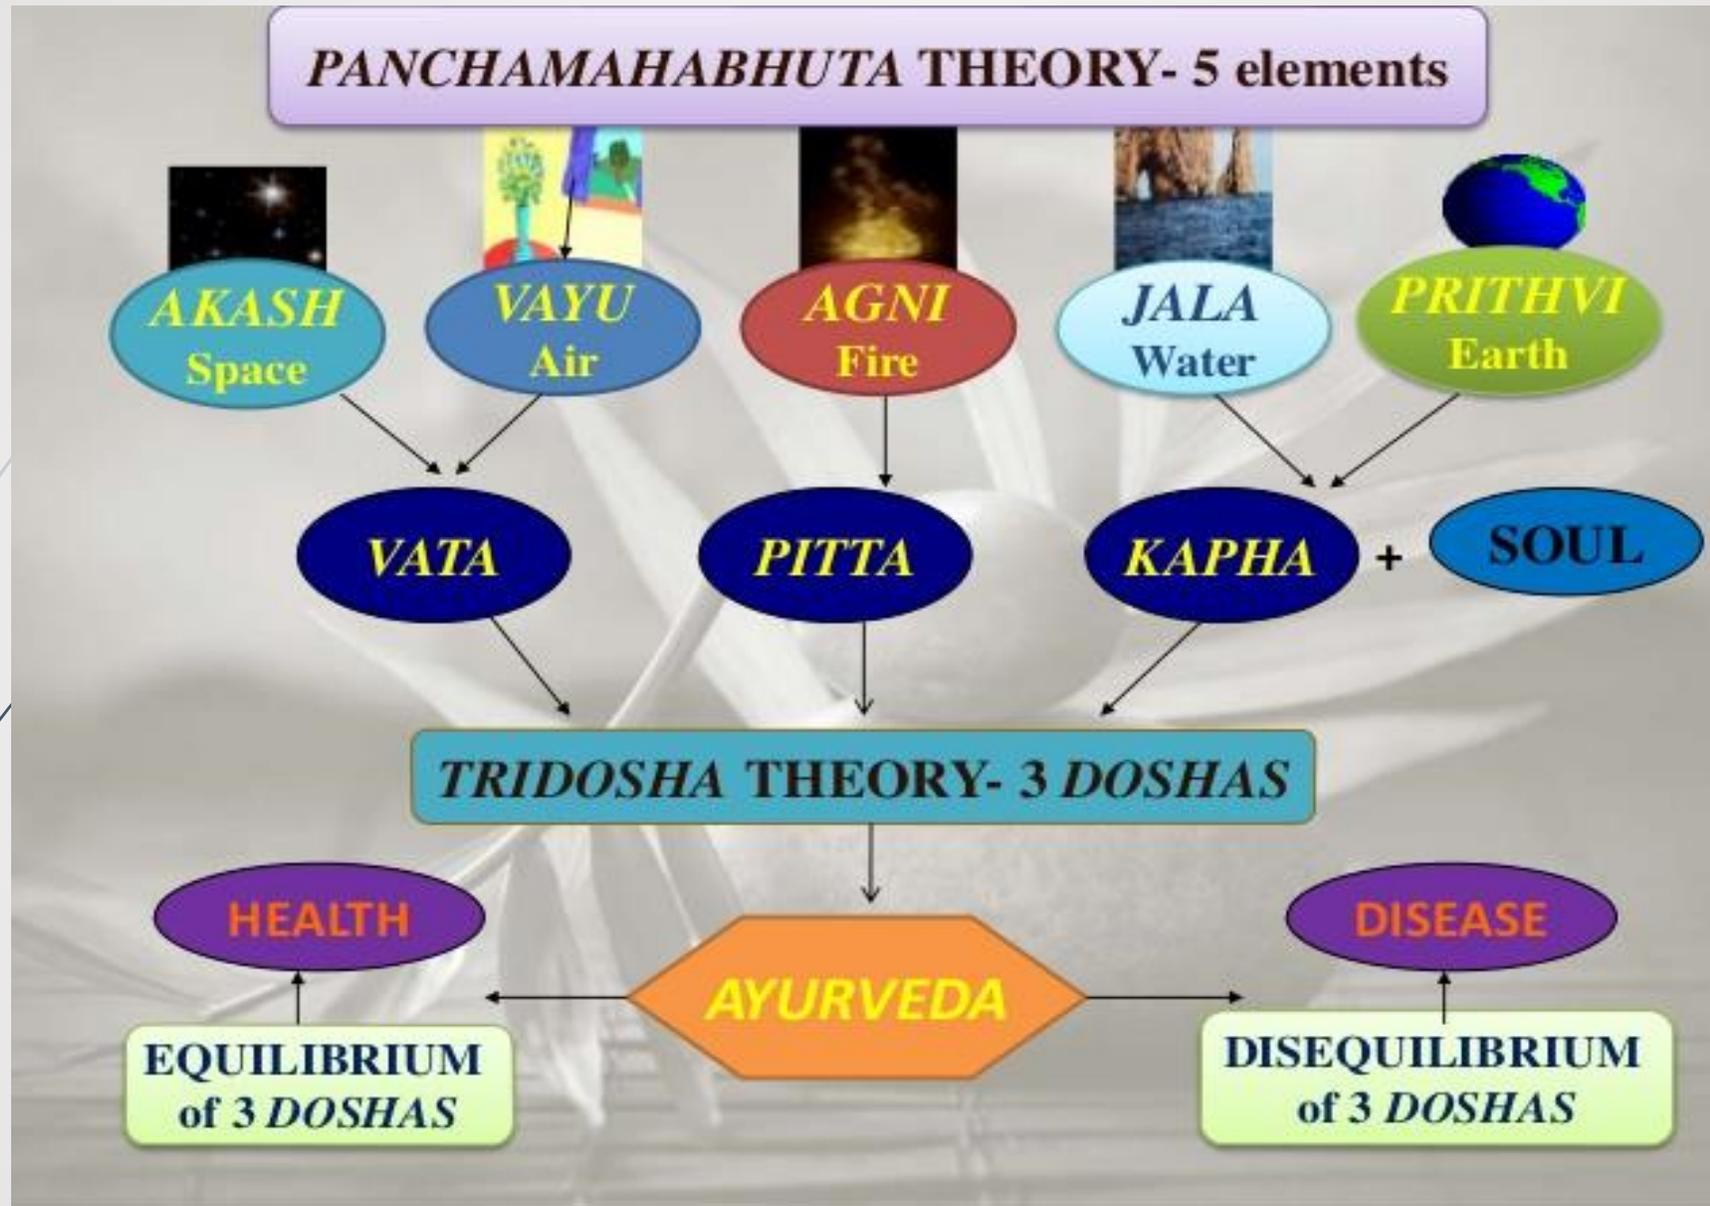 PANCHAMAHABHUTA THEORY- 5 elements
AKASH
Space
VAYU
Air
AGNI
Fire
JALA
Water
PRITHVI
Earth
VATA
PITTA
KAPHA
+
SOUL
TRIDOSHA THEORY- 3 DOSHAS
HEALTH
DISEASE
AYURVEDA
EQUILIBRIUM
of 3 DOSHAS
DISEQUILIBRIUM
of 3 DOSHAS